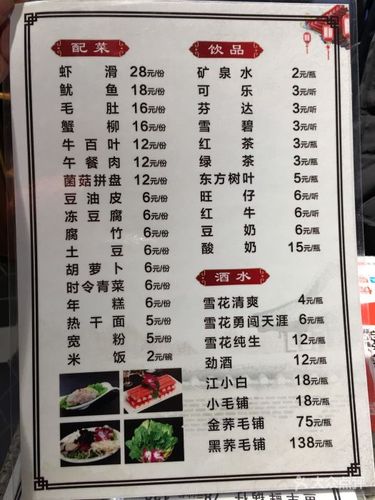 配菜
虾滑 28元/份
鱿鱼 18元/份
毛肚 16元/份
蟹柳 16元/份
牛百叶 12元/份
午餐肉 12元/份
菌菇拼盘 12元/份
豆油皮 6元/份
冻豆腐 6元/份
腐竹 6元/份
土豆 6元/份
胡萝卜 6元/份
时令青菜 6元/份
年糕 6元/份
热干面 5元/份
宽粉 5元/份
米饭 2元/碗
饮品
矿泉水 2元/瓶
可乐 3元/听
芬达 3元/听
雪碧 3元/听
红茶 3元/瓶
绿茶 3元/瓶
东方树叶 5元/瓶
旺仔 6元/听
红牛 6元/听
豆奶 6元/瓶
酸奶 15元/瓶
酒水
雪花清爽 4元/瓶
雪花勇闯天涯 6元/瓶
雪花纯生 12元/瓶
劲酒 12元/瓶
江小白 18元/瓶
小毛铺 18元/瓶
金荞毛铺 75元/瓶
黑荞毛铺 138元/瓶